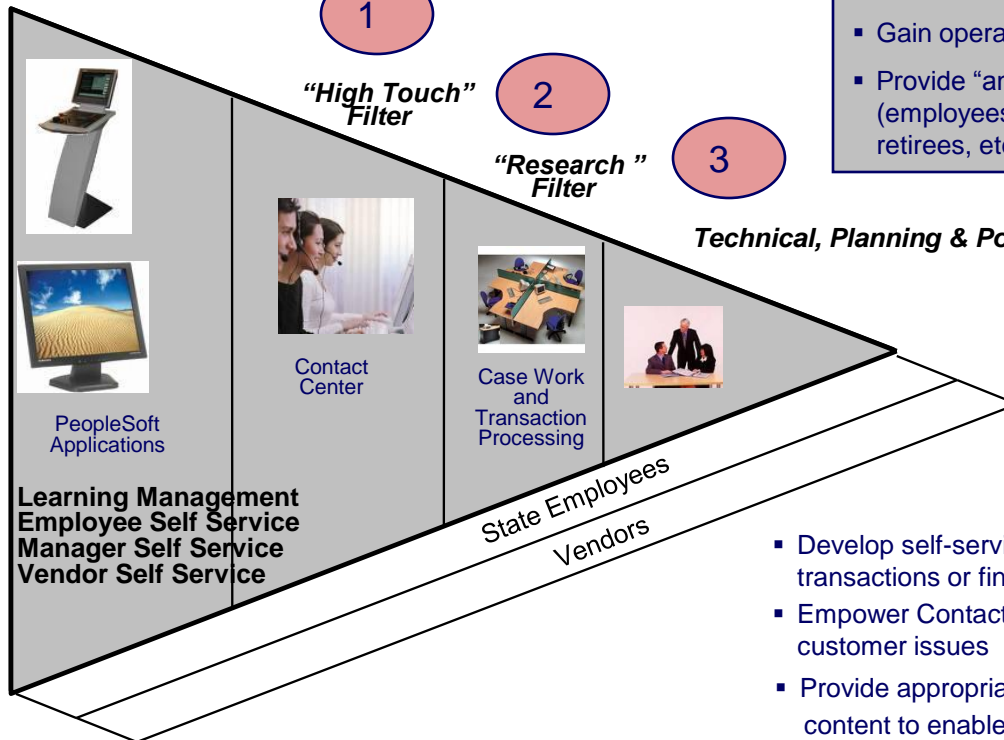 1
“High Touch”
Filter
2
“Research ”
Filter
3
▪ Gain opera
▪ Provide “a
(employees
retirees, et
Technical, Planning & Po
PeopleSoft
Applications
Contact
Center
Case Work
and
Transaction
Processing
Learning Management
Employee Self Service
Manager Self Service
Vendor Self Service
State Employees
Vendors
▪ Develop self-servi
transactions or fin
▪ Empower Contact
customer issues
▪ Provide appropria
content to enable